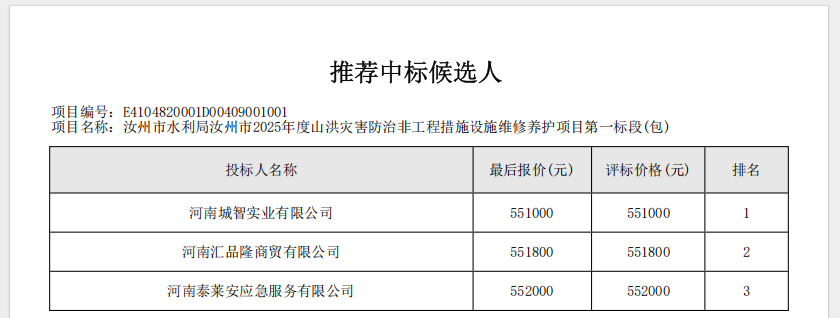 推荐中标候选人
项目编号: E4104820001D00409001001
项目名称: 汝州市水利局汝州市2025年度山洪灾害防治非工程措施设施维修养护项目第一标段(包)
投标人名称 最后报价(元) 评标价格(元) 排名
河南城智实业有限公司 551000 551000 1
河南汇品隆商贸有限公司 551800 551800 2
河南泰莱安应急服务有限公司 552000 552000 3